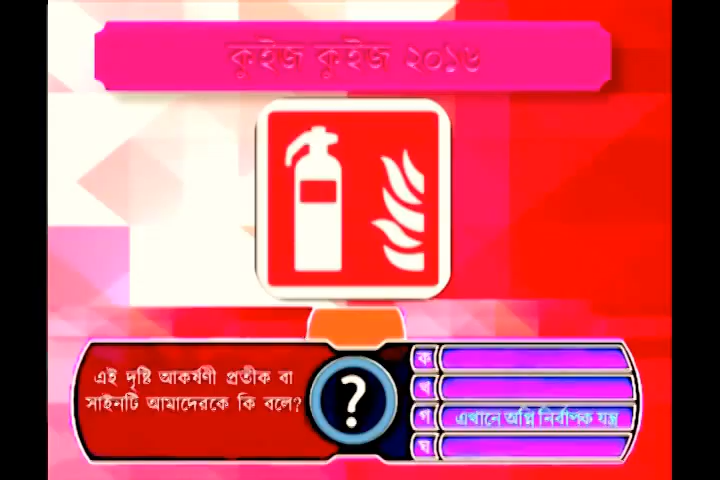 কুইজ কুইজ ২০১৬
এই দৃষ্টি আকর্ষণী প্রতীক বা
সাইনটি আমাদেরকে কি বলে?
?
ক
খ
গ এখানে অগ্নি নির্বাপক যন্ত্র
ঘ